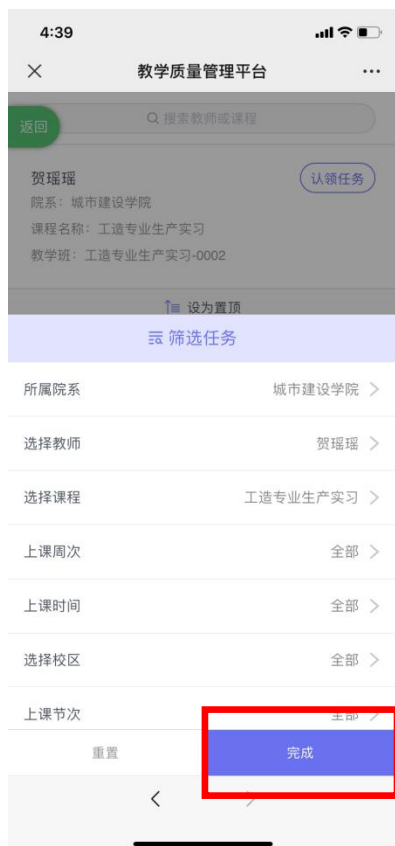 4:39
教学质量管理平台
返回
搜索教师或课程
贺瑶瑶
认领任务
院系：城市建设学院
课程名称：工造专业生产实习
教学班：工造专业生产实习-0002
设为置顶
筛选任务
所属院系 城市建设学院
选择教师 贺瑶瑶
选择课程 工造专业生产实习
上课周次 全部
上课时间 全部
选择校区 全部
上课节次 全部
重置 完成